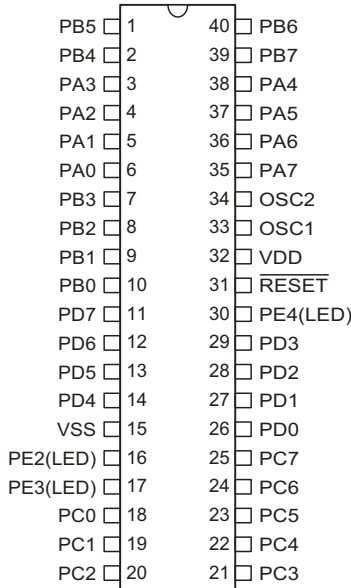 PB5 1 40 PB6
PB4 2 39 PB7
PA3 3 38 PA4
PA2 4 37 PA5
PA1 5 36 PA6
PA0 6 35 PA7
PB3 7 34 OSC2
PB2 8 33 OSC1
PB1 9 32 VDD
PB0 10 31 RESET
PD7 11 30 PE4(LED)
PD6 12 29 PD3
PD5 13 28 PD2
PD4 14 27 PD1
VSS 15 26 PD0
PE2(LED) 16 25 PC7
PE3(LED) 17 24 PC6
PC0 18 23 PC5
PC1 19 22 PC4
PC2 20 21 PC3